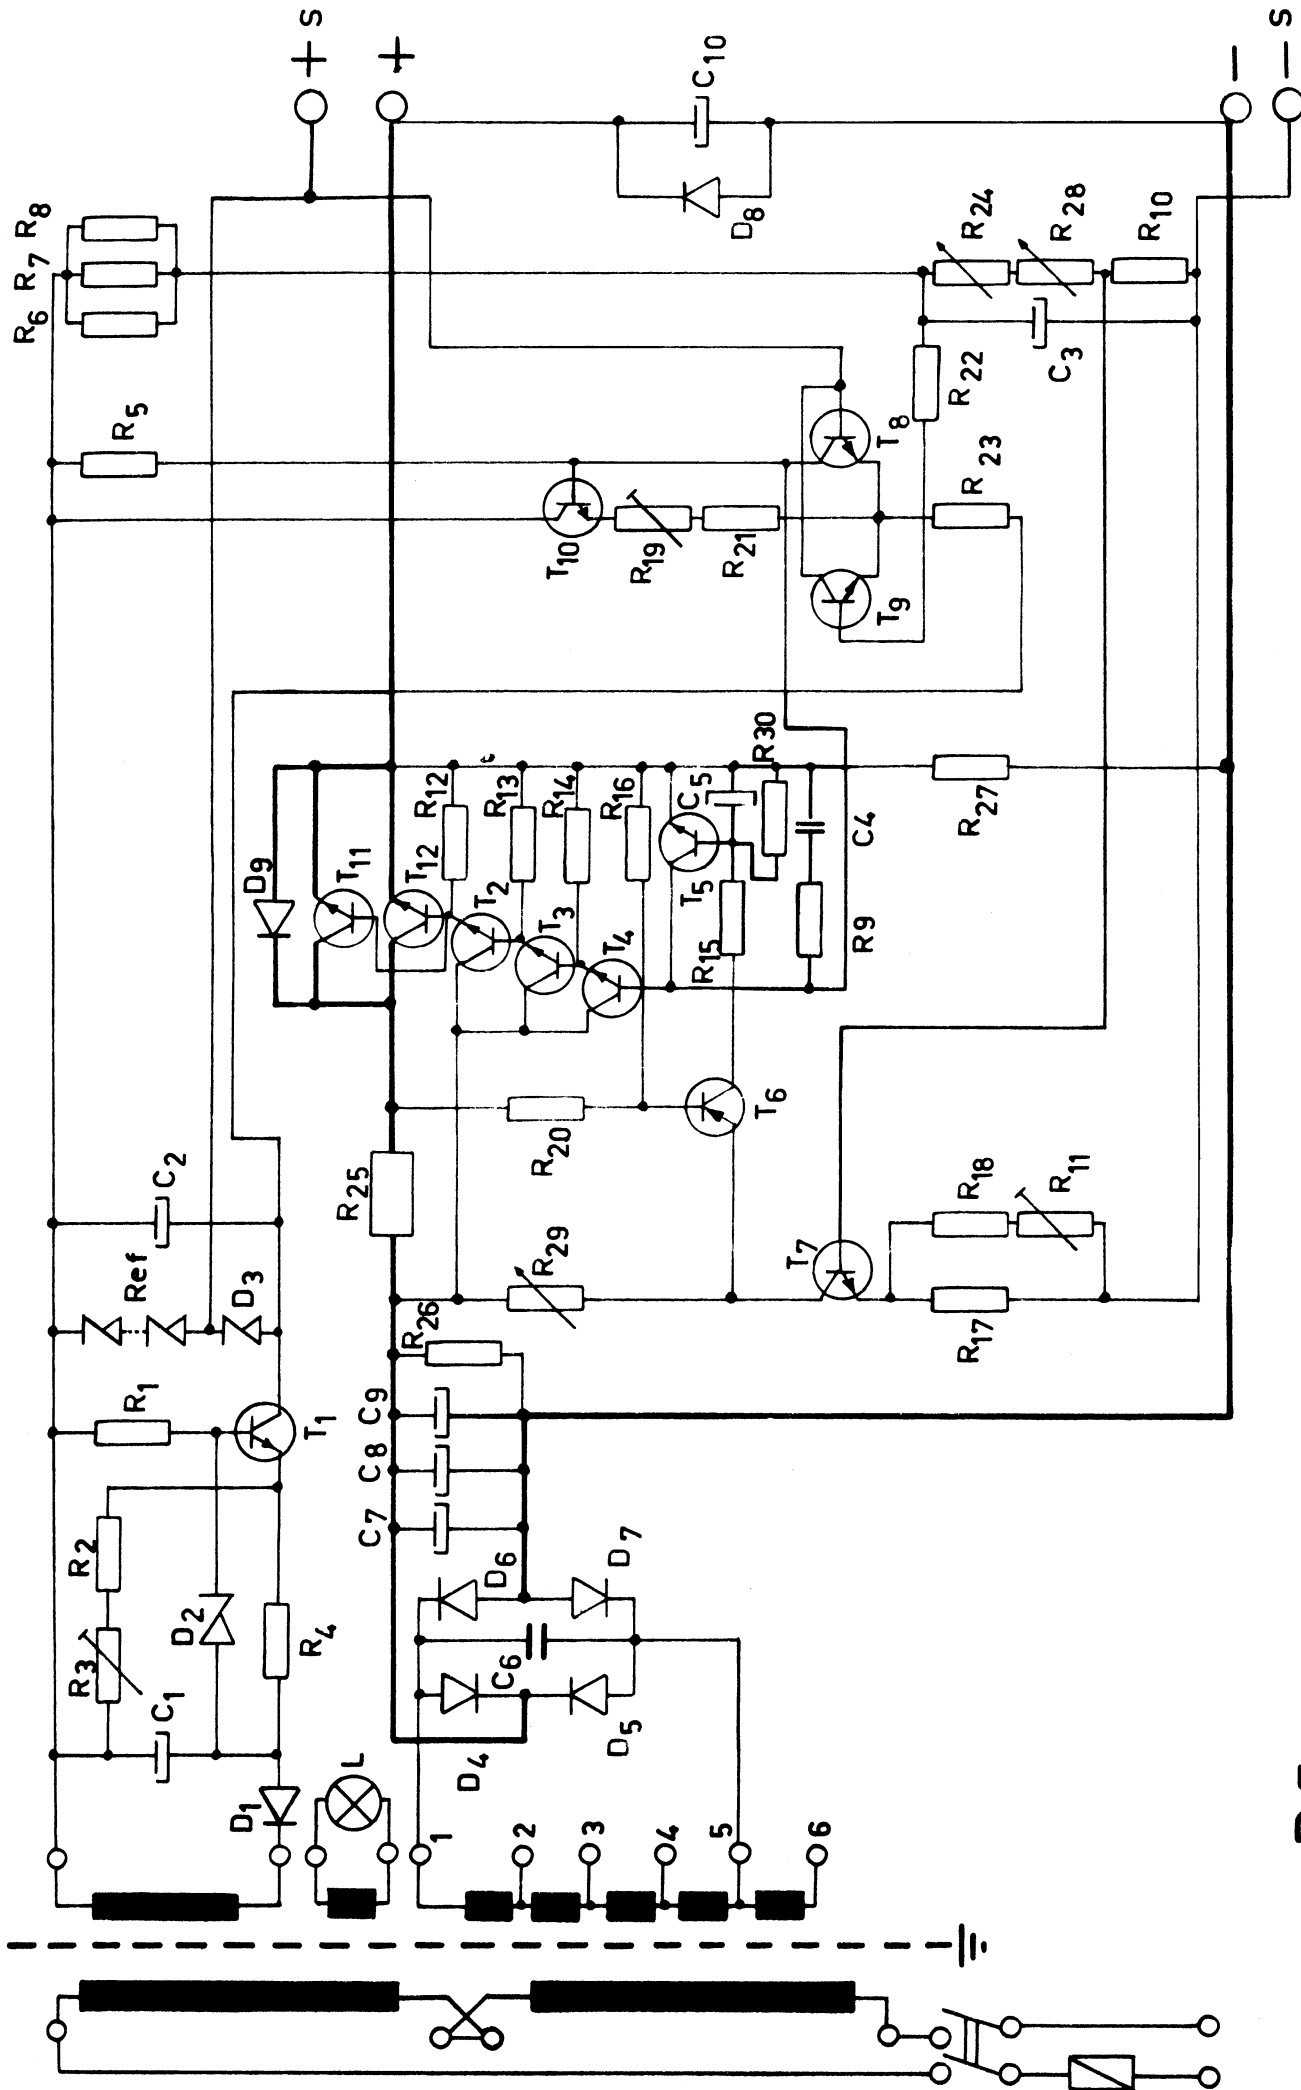 + S
+
−
− S
R6
R7
R8
R5
C10
D8
R24
R28
R10
C3
R22
R23
T8
T9
T10
R19
R21
D9
T11
T12
T2
T3
T4
R12
R13
R14
R16
T5
C5
R30
R15
C4
R9
R27
C2
Ref
D3
R25
R20
T6
R29
T7
R18
R11
R17
R1
T1
R26
C9
C8
C7
R2
R3
D2
R4
C1
D1
D6
D7
C6
D4
D5
L
1
2
3
4
5
6